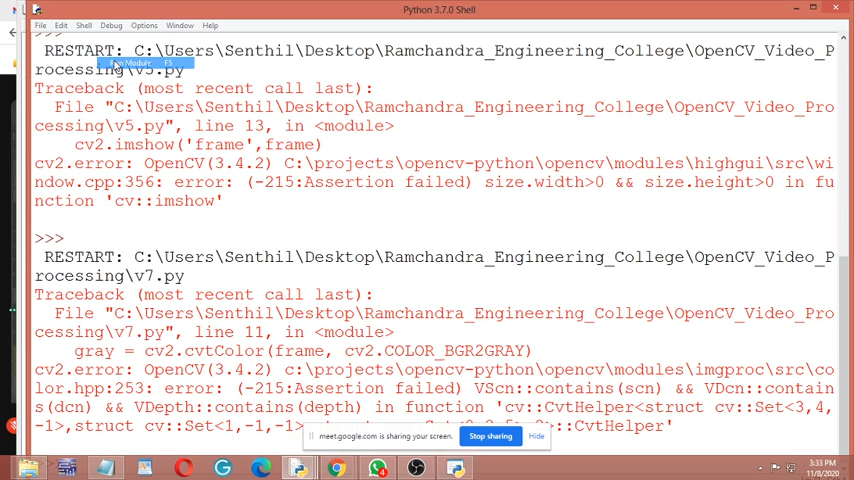 Python 3.7.0 Shell
File Edit Shell Debug Options Window Help
>>>
RESTART: C:\Users\Senthil\Desktop\Ramchandra_Engineering_College\OpenCV_Video_P
Run Module F5
rocessing\v5.py
Traceback (most recent call last):
File "C:\Users\Senthil\Desktop\Ramchandra_Engineering_College\OpenCV_Video_Pro
cessing\v5.py", line 13, in <module>
cv2.imshow('frame',frame)
cv2.error: OpenCV(3.4.2) C:\projects\opencv-python\opencv\modules\highgui\src\wi
ndow.cpp:356: error: (-215:Assertion failed) size.width>0 && size.height>0 in fu
nction 'cv::imshow'
>>>
RESTART: C:\Users\Senthil\Desktop\Ramchandra_Engineering_College\OpenCV_Video_P
rocessing\v7.py
Traceback (most recent call last):
File "C:\Users\Senthil\Desktop\Ramchandra_Engineering_College\OpenCV_Video_Pro
cessing\v7.py", line 11, in <module>
gray = cv2.cvtColor(frame, cv2.COLOR_BGR2GRAY)
cv2.error: OpenCV(3.4.2) c:\projects\opencv-python\opencv\modules\imgproc\src\co
lor.hpp:253: error: (-215:Assertion failed) VScn::contains(scn) && VDcn::contain
s(dcn) && VDepth::contains(depth) in function 'cv::CvtHelper<struct cv::Set<3,4,
-1>,struct cv::Set<1,-1,-1>
::CvtHelper'
meet.google.com is sharing your screen. Stop sharing Hide
4
3:33 PM
11/8/2020